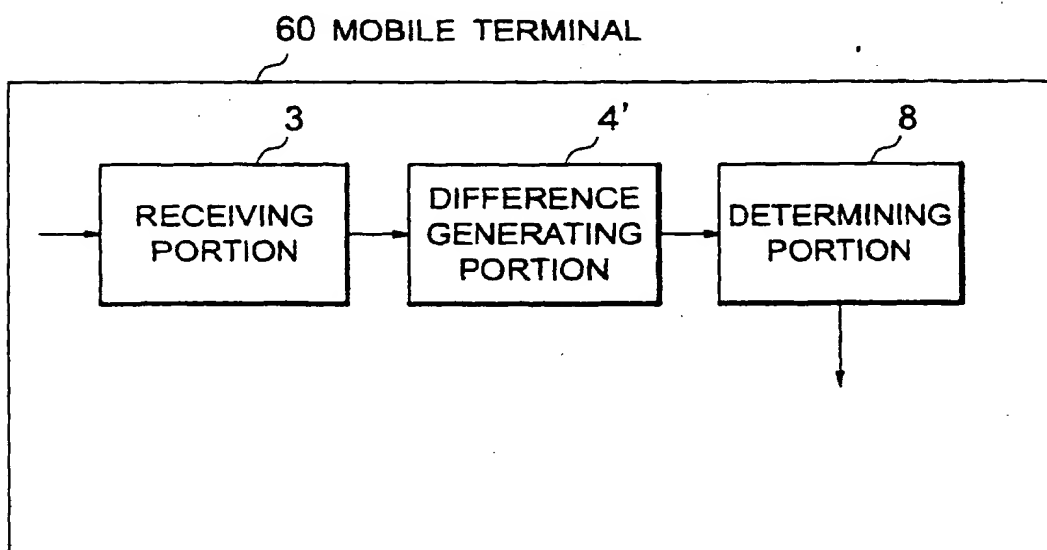 60 MOBILE TERMINAL
3
4'
8
RECEIVING
PORTION
DIFFERENCE
GENERATING
PORTION
DETERMINING
PORTION